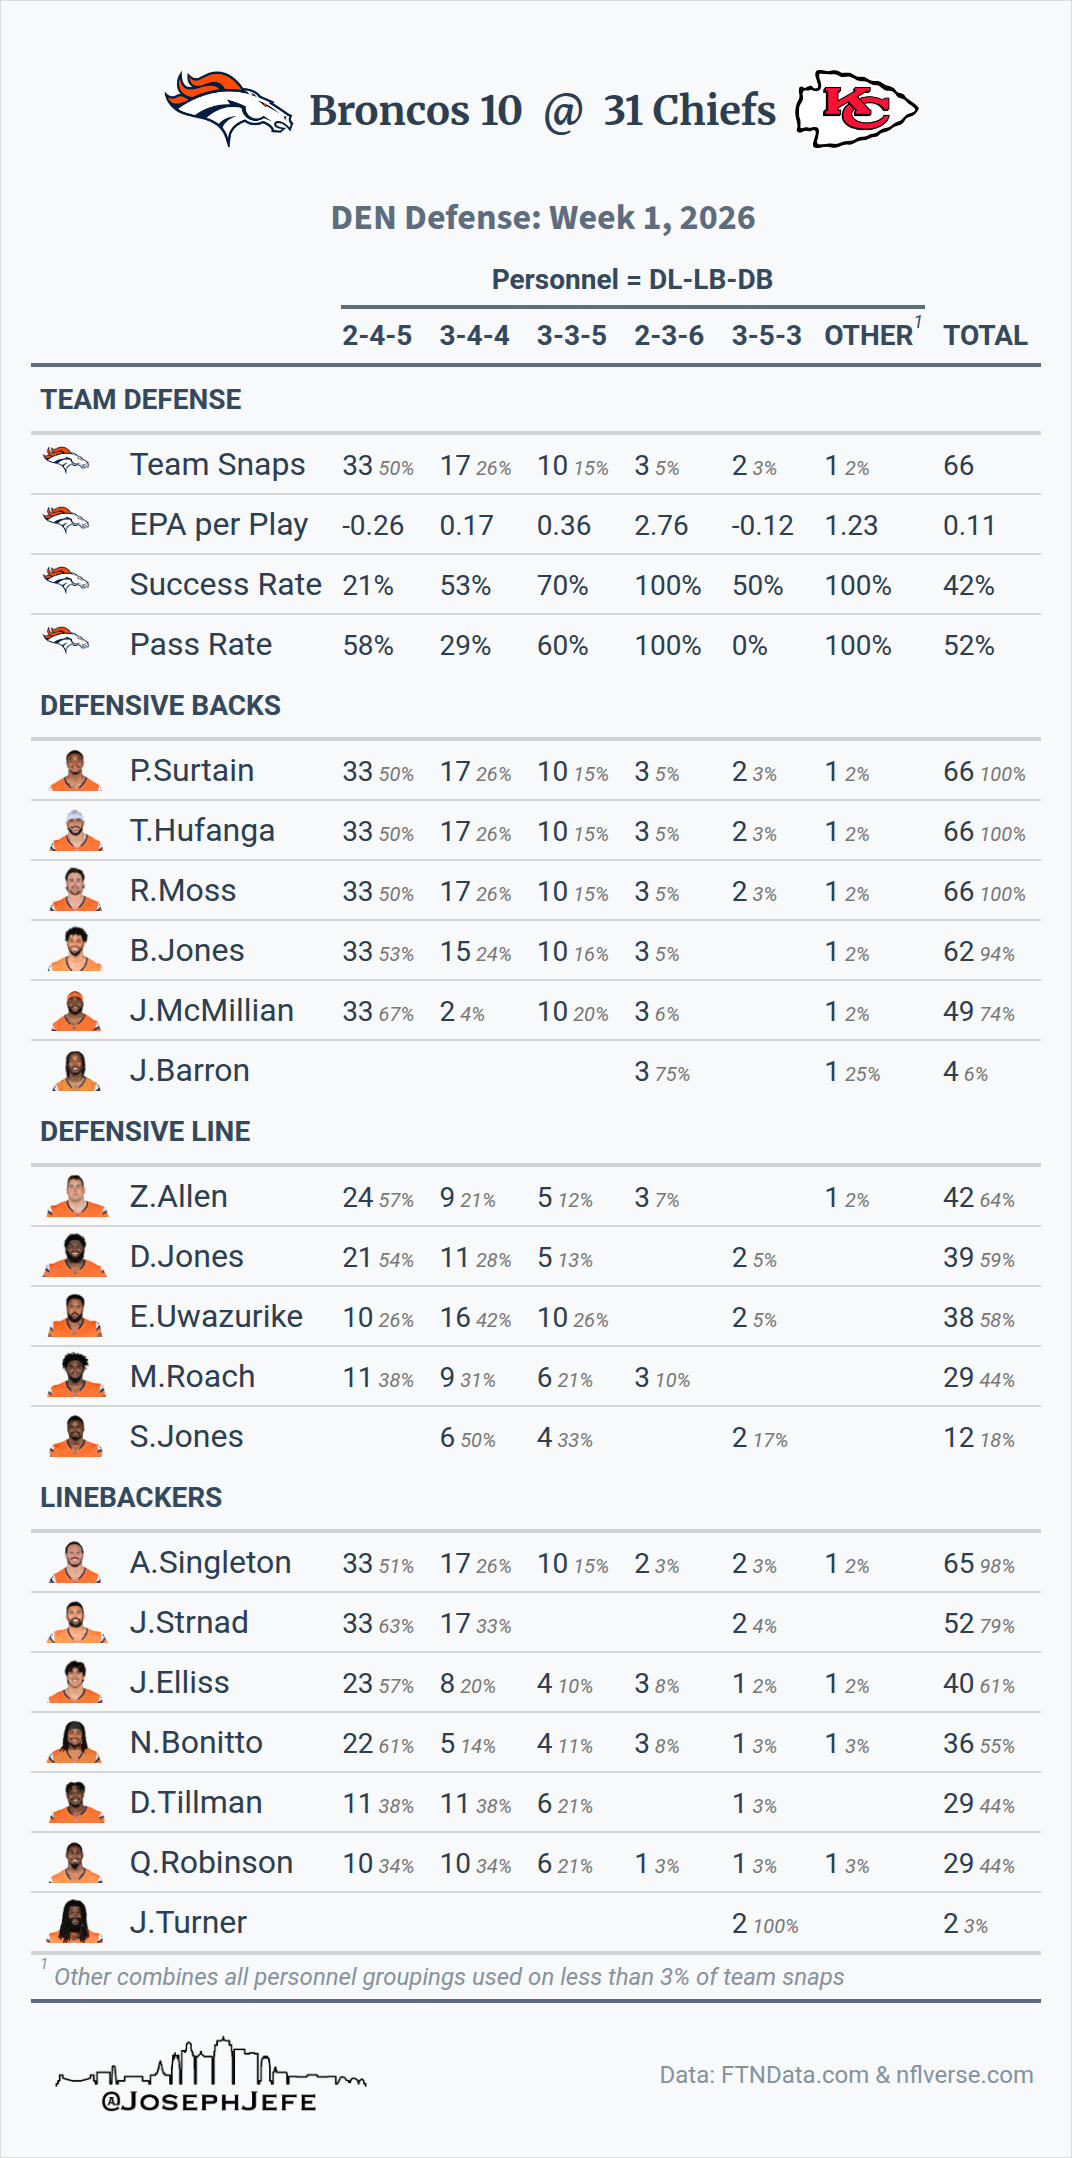 Broncos 10 @ 31 Chiefs
KC
DEN Defense: Week 1, 2026
Personnel = DL-LB-DB
2-4-5 3-4-4 3-3-5 2-3-6 3-5-3 OTHER1 TOTAL
TEAM DEFENSE
Team Snaps 33 50% 17 26% 10 15% 3 5% 2 3% 1 2% 66
EPA per Play -0.26 0.17 0.36 2.76 -0.12 1.23 0.11
Success Rate 21% 53% 70% 100% 50% 100% 42%
Pass Rate 58% 29% 60% 100% 0% 100% 52%
DEFENSIVE BACKS
P.Surtain 33 50% 17 26% 10 15% 3 5% 2 3% 1 2% 66 100%
T.Hufanga 33 50% 17 26% 10 15% 3 5% 2 3% 1 2% 66 100%
R.Moss 33 50% 17 26% 10 15% 3 5% 2 3% 1 2% 66 100%
B.Jones 33 53% 15 24% 10 16% 3 5% 1 2% 62 94%
J.McMillian 33 67% 2 4% 10 20% 3 6% 1 2% 49 74%
J.Barron 3 75% 1 25% 4 6%
DEFENSIVE LINE
Z.Allen 24 57% 9 21% 5 12% 3 7% 1 2% 42 64%
D.Jones 21 54% 11 28% 5 13% 2 5% 39 59%
E.Uwazurike 10 26% 16 42% 10 26% 2 5% 38 58%
M.Roach 11 38% 9 31% 6 21% 3 10% 29 44%
S.Jones 6 50% 4 33% 2 17% 12 18%
LINEBACKERS
A.Singleton 33 51% 17 26% 10 15% 2 3% 2 3% 1 2% 65 98%
J.Strnad 33 63% 17 33% 2 4% 52 79%
J.Elliss 23 57% 8 20% 4 10% 3 8% 1 2% 1 2% 40 61%
N.Bonitto 22 61% 5 14% 4 11% 3 8% 1 3% 1 3% 36 55%
D.Tillman 11 38% 11 38% 6 21% 1 3% 29 44%
Q.Robinson 10 34% 10 34% 6 21% 1 3% 1 3% 1 3% 29 44%
J.Turner 2 100% 2 3%
1 Other combines all personnel groupings used on less than 3% of team snaps
@JOSEPHJEFE
Data: FTNData.com & nflverse.com